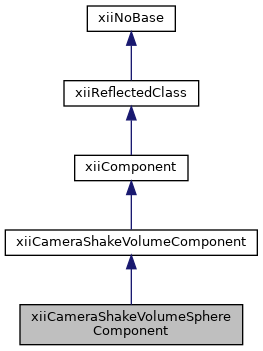 xiiNoBase
xiiReflectedClass
xiiComponent
xiiCameraShakeVolumeComponent
xiiCameraShakeVolumeSphere
Component